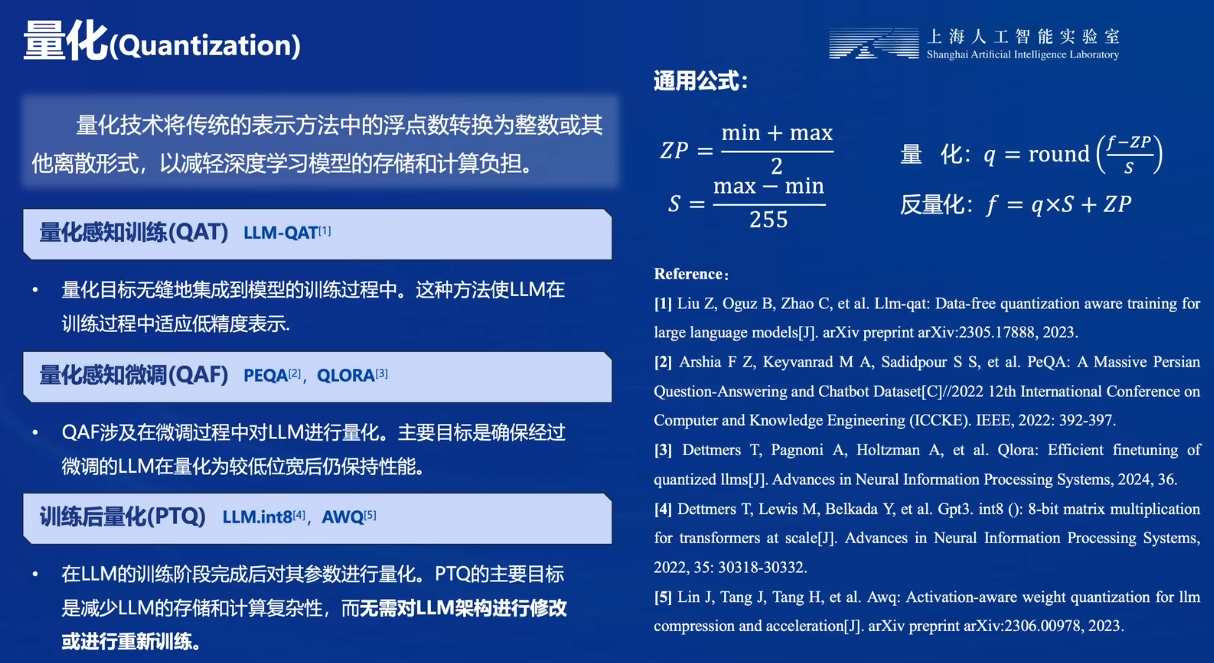 量化(Quantization)
上海人工智能实验室
Shanghai Artificial Intelligence Laboratory
量化技术将传统的表示方法中的浮点数转换为整数或其
他离散形式，以减轻深度学习模型的存储和计算负担。
量化感知训练(QAT) LLM-QAT[1]
• 量化目标无缝地集成到模型的训练过程中。这种方法使LLM在
训练过程中适应低精度表示.
量化感知微调(QAF) PEQA[2]，QLORA[3]
• QAF涉及在微调过程中对LLM进行量化。主要目标是确保经过
微调的LLM在量化为较低位宽后仍保持性能。
训练后量化(PTQ) LLM.int8[4]，AWQ[5]
• 在LLM的训练阶段完成后对其参数进行量化。PTQ的主要目标
是减少LLM的存储和计算复杂性，而无需对LLM架构进行修改
或进行重新训练。
通用公式：
ZP = (min + max) / 2
S = (max − min) / 255
量 化：q = round((f−ZP)/S)
反量化：f = q×S + ZP
Reference：
[1] Liu Z, Oguz B, Zhao C, et al. Llm-qat: Data-free quantization aware training for
large language models[J]. arXiv preprint arXiv:2305.17888, 2023.
[2] Arshia F Z, Keyvanrad M A, Sadidpour S S, et al. PeQA: A Massive Persian
Question-Answering and Chatbot Dataset[C]//2022 12th International Conference on
Computer and Knowledge Engineering (ICCKE). IEEE, 2022: 392-397.
[3] Dettmers T, Pagnoni A, Holtzman A, et al. Qlora: Efficient finetuning of
quantized llms[J]. Advances in Neural Information Processing Systems, 2024, 36.
[4] Dettmers T, Lewis M, Belkada Y, et al. Gpt3. int8 (): 8-bit matrix multiplication
for transformers at scale[J]. Advances in Neural Information Processing Systems,
2022, 35: 30318-30332.
[5] Lin J, Tang J, Tang H, et al. Awq: Activation-aware weight quantization for llm
compression and acceleration[J]. arXiv preprint arXiv:2306.00978, 2023.